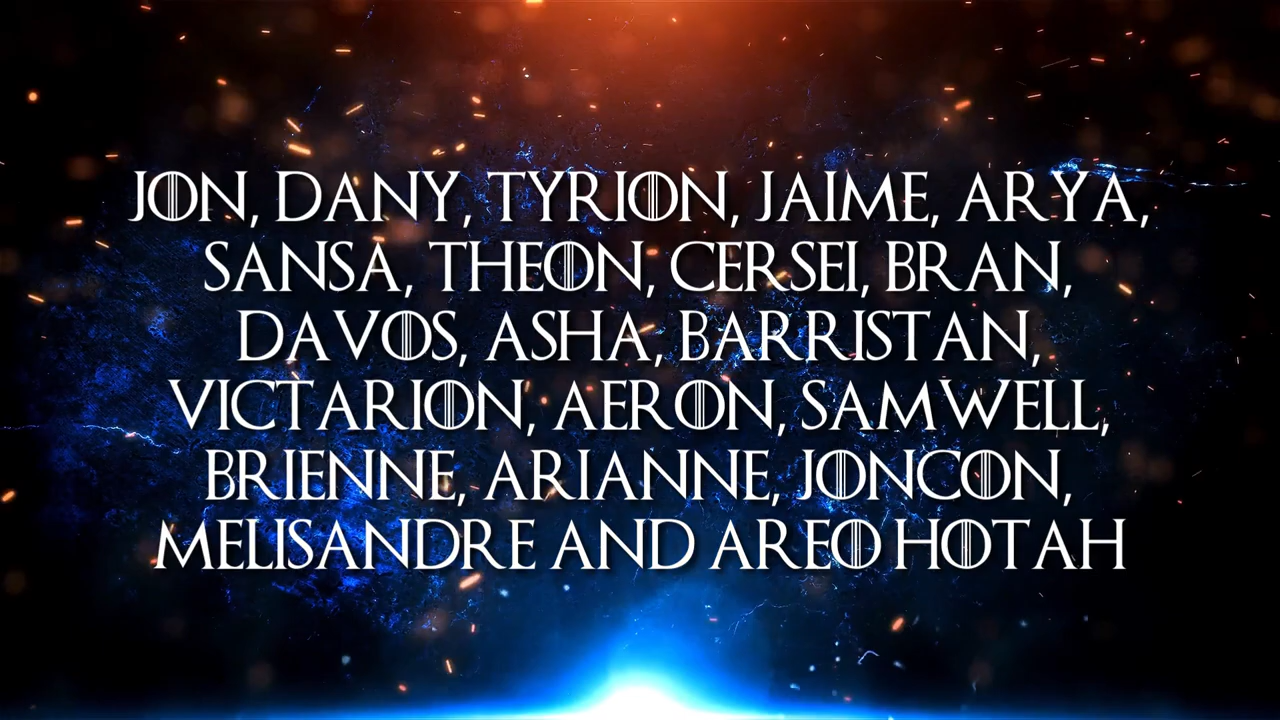 JON, DANY, TYRION, JAIME, ARYA,
SANSA, THEON, CERSEI, BRAN,
DAVOS, ASHA, BARRISTAN,
VICTARION, AERON, SAMWELL,
BRIENNE, ARIANNE, JONCON,
MELISANDRE AND AREO HOTAH